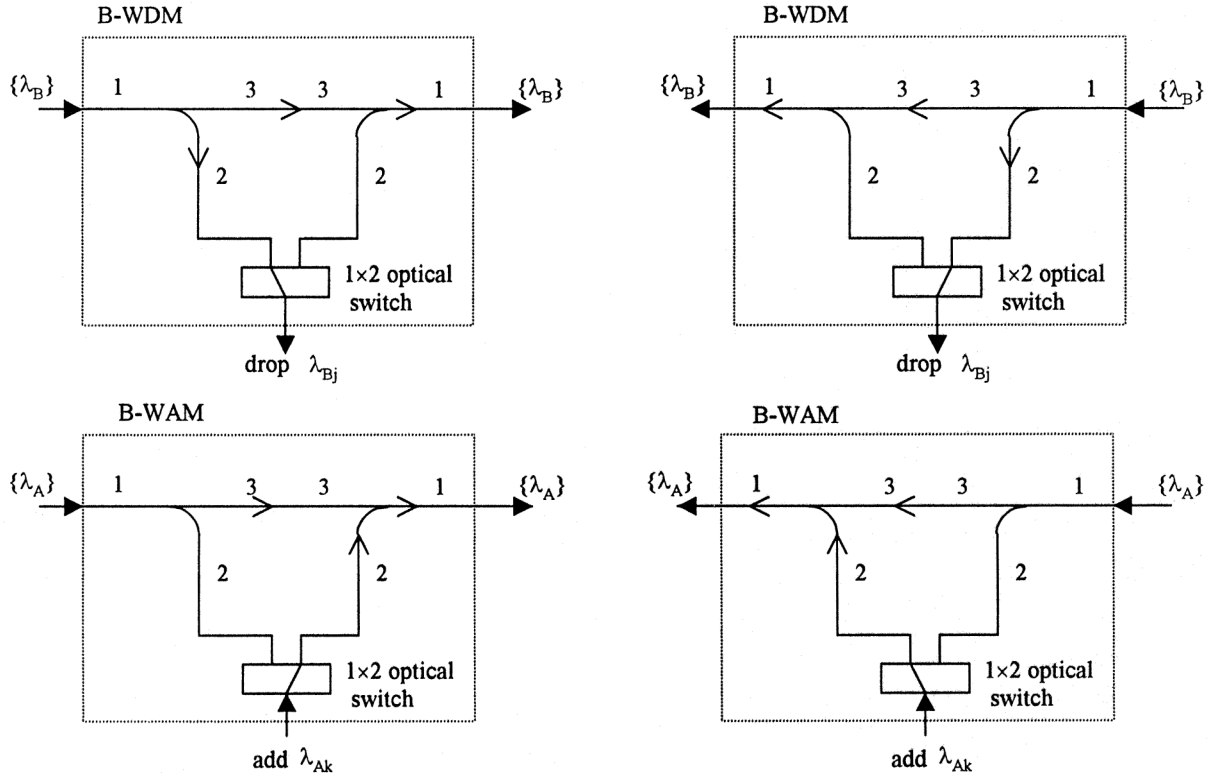 B-WDM
{λB} 1 3 3 1 {λB}
2 2
1×2 optical
switch
drop λBj
B-WDM
{λB} 1 3 3 1 {λB}
2 2
1×2 optical
switch
drop λBj
B-WAM
{λA} 1 3 3 1 {λA}
2 2
1×2 optical
switch
add λAk
B-WAM
{λA} 1 3 3 1 {λA}
2 2
1×2 optical
switch
add λAk